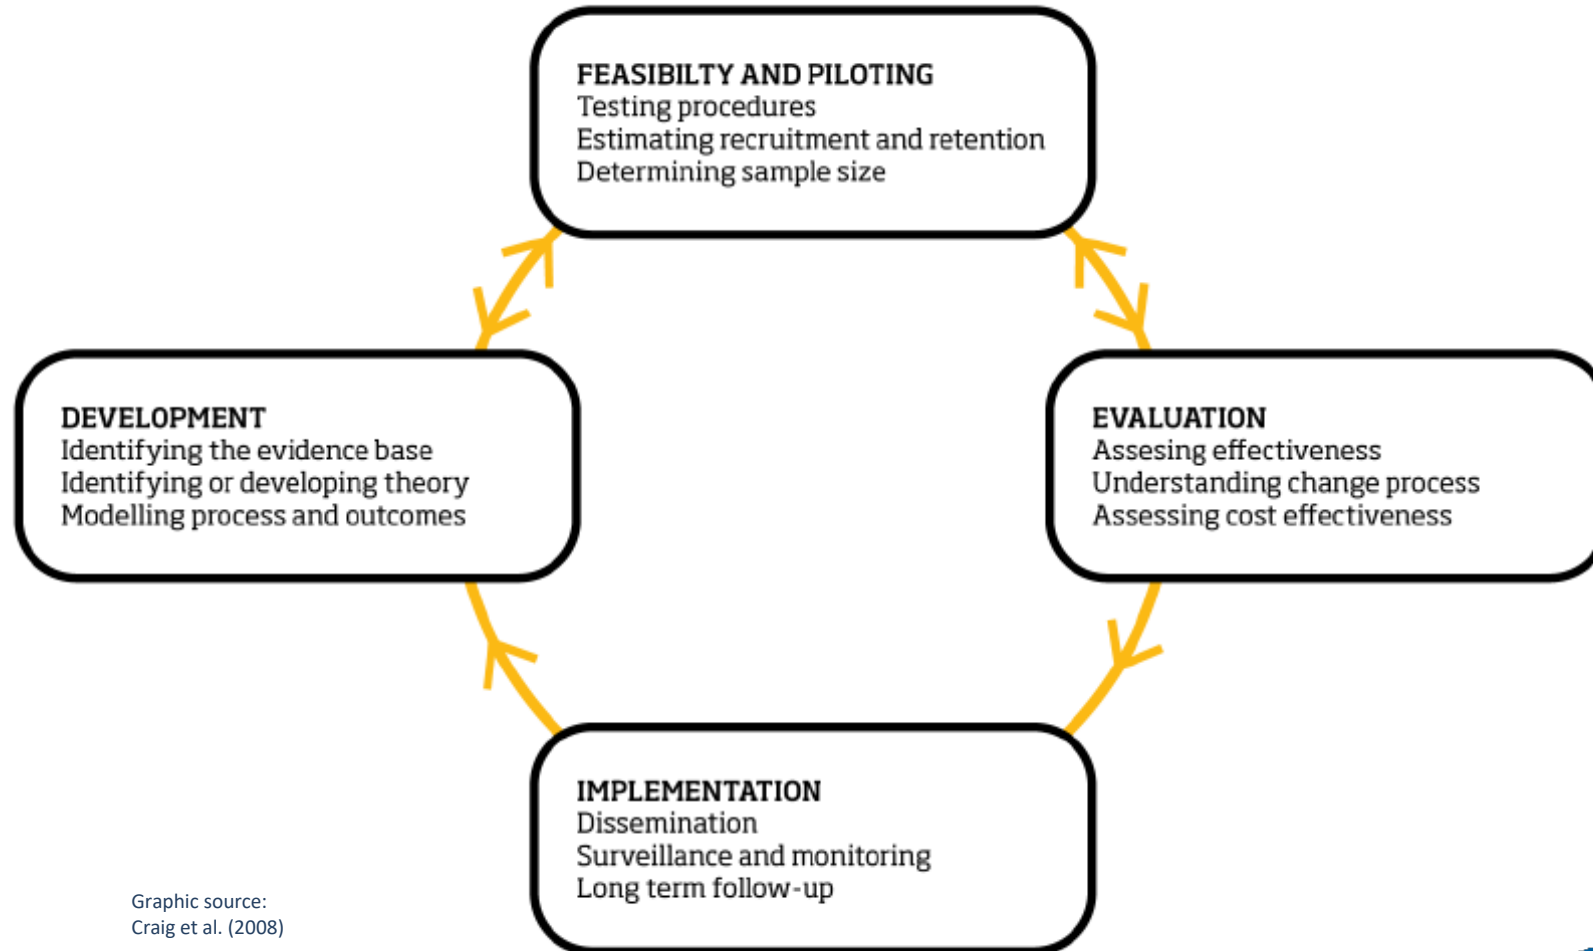 FEASIBILTY AND PILOTING
Testing procedures
Estimating recruitment and retention
Determining sample size
DEVELOPMENT
Identifying the evidence base
Identifying or developing theory
Modelling process and outcomes
EVALUATION
Assesing effectiveness
Understanding change process
Assessing cost effectiveness
IMPLEMENTATION
Dissemination
Surveillance and monitoring
Long term follow-up
Graphic source:
Craig et al. (2008)